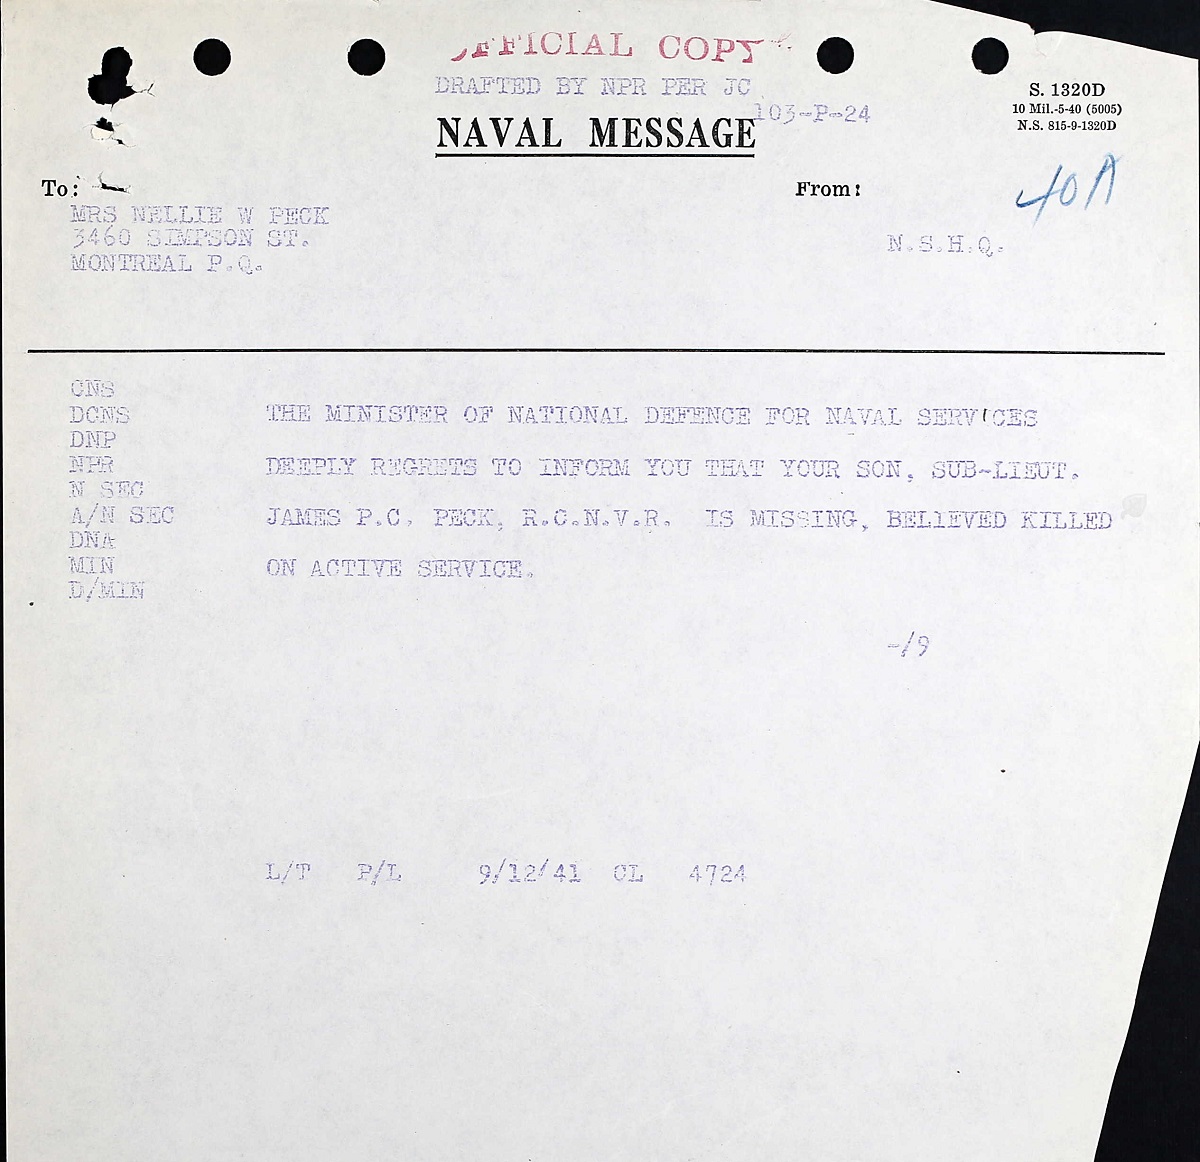 OFFICIAL COPY
DRAFTED BY NPR PER JC
103-P-24
NAVAL MESSAGE
S. 1320D
10 Mil.-5-40 (5005)
N.S. 815-9-1320D
40A
To:
From:
MRS NELLIE W PECK
3460 SIMPSON ST.
MONTREAL P.Q.
N.S.H.Q.
CNS
DCNS
DNP
NPR
N SEC
A/N SEC
DNA
MIN
D/MIN
THE MINISTER OF NATIONAL DEFENCE FOR NAVAL SERVICES
DEEPLY REGRETS TO INFORM YOU THAT YOUR SON, SUB-LIEUT.
JAMES P.C. PECK, R.C.N.V.R. IS MISSING, BEL1EVED KILLED
ON ACTIVE SERVICE.
-/9
L/T P/L 9/12/41 CL 4724